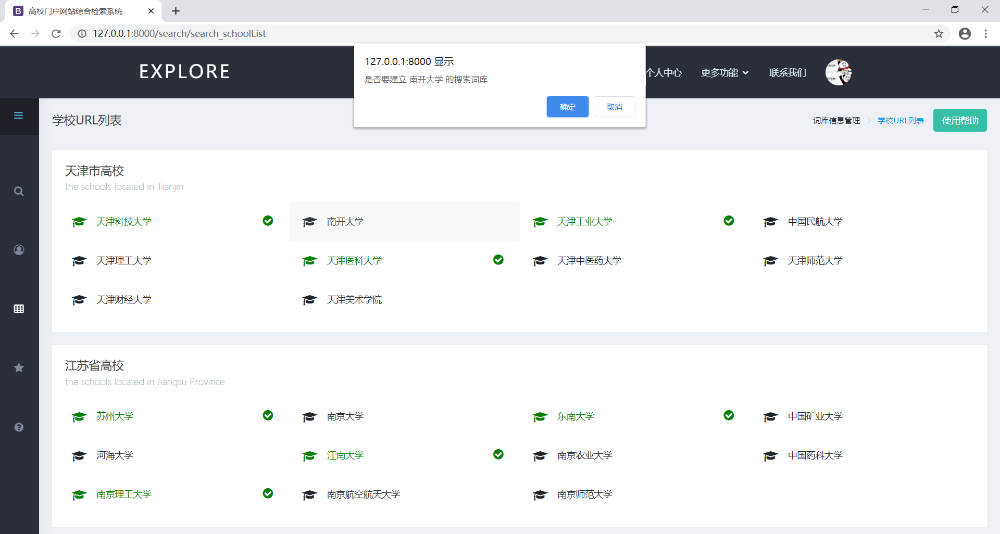 高校门户网站综合检索系统
127.0.0.1:8000/search/search_schoolList
EXPLORE
127.0.0.1:8000 显示
是否要建立 南开大学 的搜索词库
确定 取消
个人中心 更多功能 联系我们
学校URL列表
词库信息管理 学校URL列表 使用帮助
天津市高校
the schools located in Tianjin
天津科技大学 南开大学 天津工业大学 中国民航大学
天津理工大学 天津医科大学 天津中医药大学 天津师范大学
天津财经大学 天津美术学院
江苏省高校
the schools located in Jiangsu Province
苏州大学 南京大学 东南大学 中国矿业大学
河海大学 江南大学 南京农业大学 中国药科大学
南京理工大学 南京航空航天大学 南京师范大学